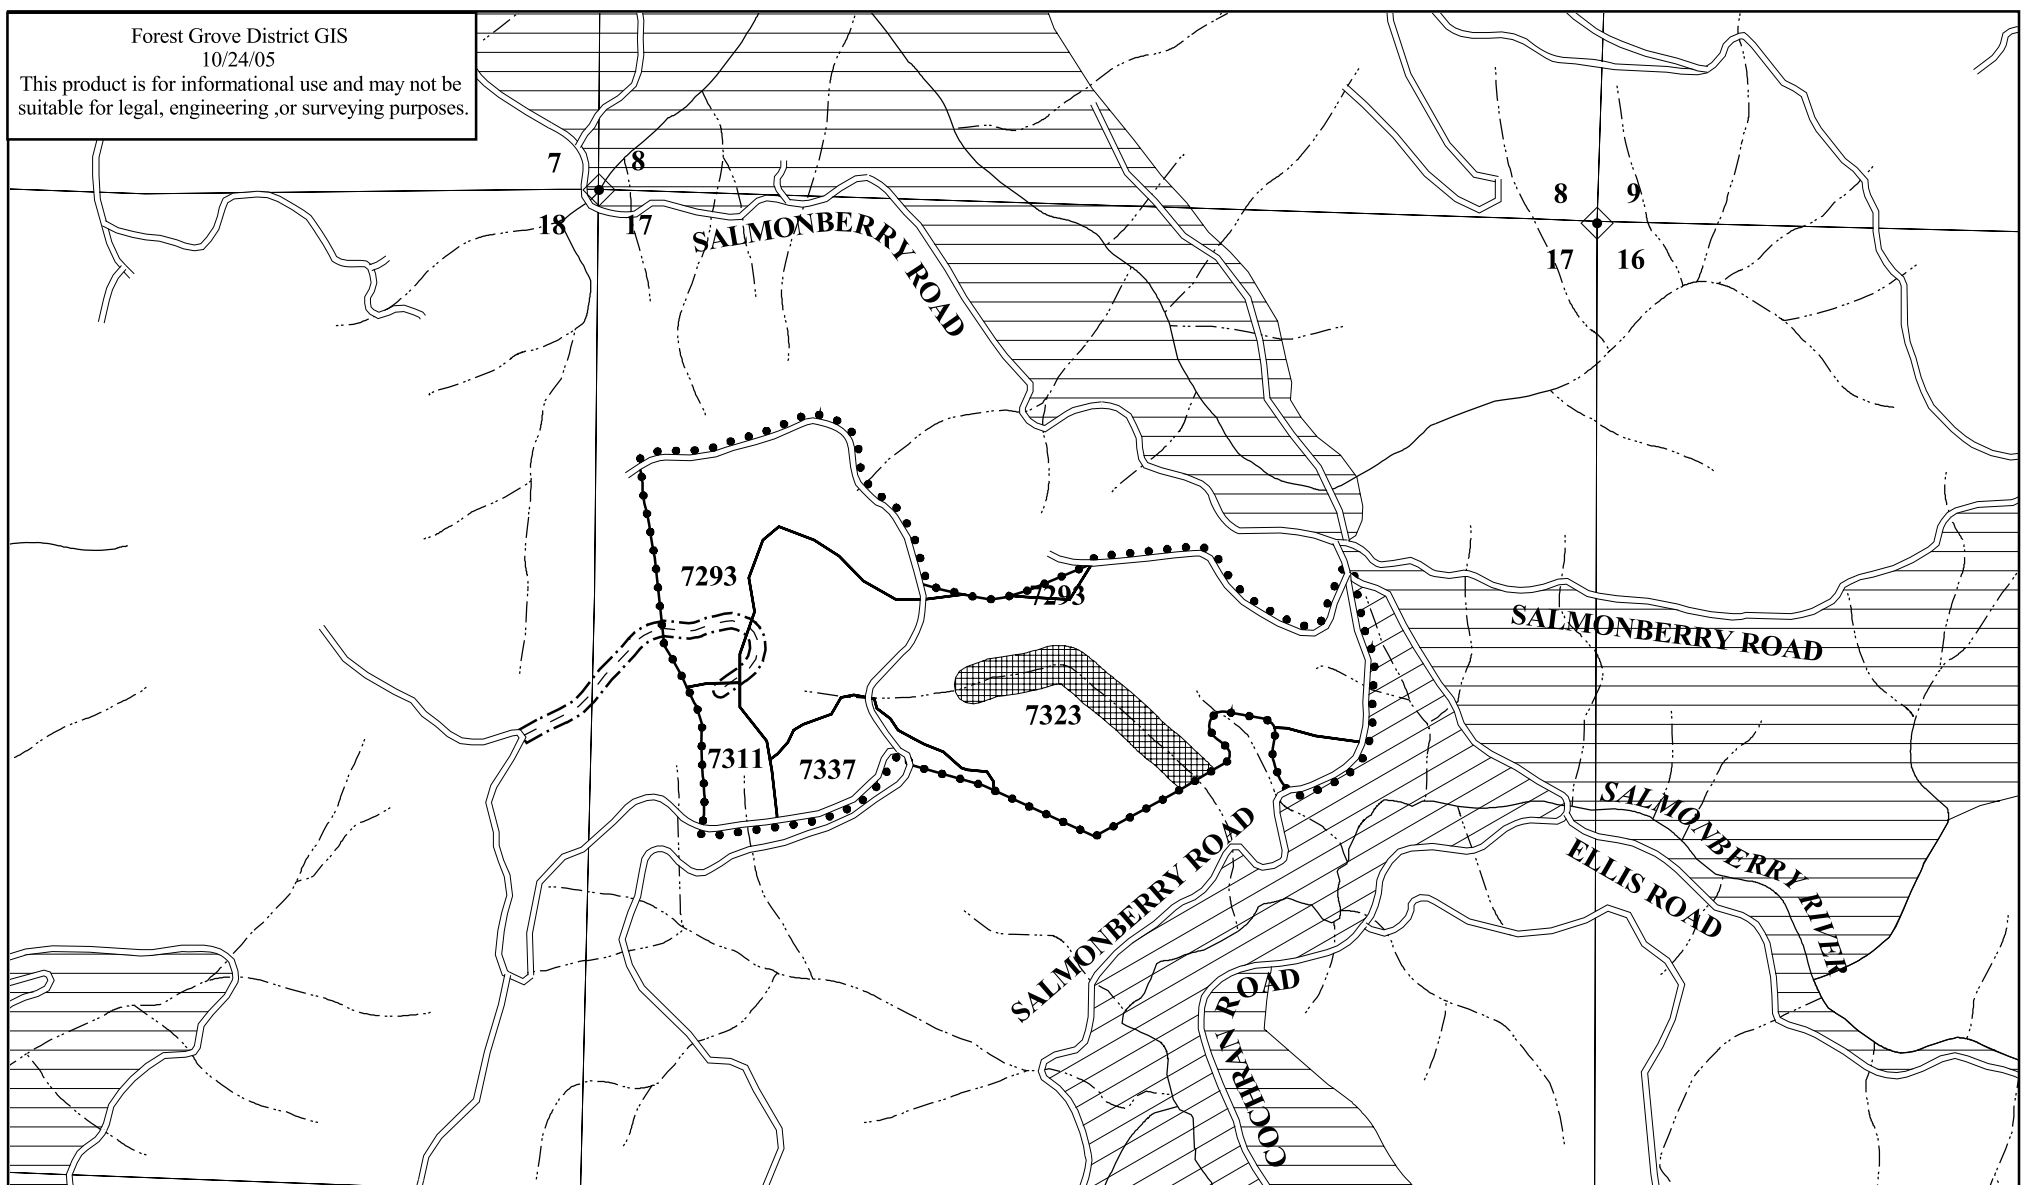 Forest Grove District GIS
10/24/05
This product is for informational use and may not be
suitable for legal, engineering ,or surveying purposes.
7 8
18 17
8 9
17 16
SALMONBERRY ROAD
7293
7293
SALMONBERRY ROAD
7323
7311
7337
SALMONBERRY ROAD
SALMONBERRY RIVER
ELLIS ROAD
COCHRAN ROAD